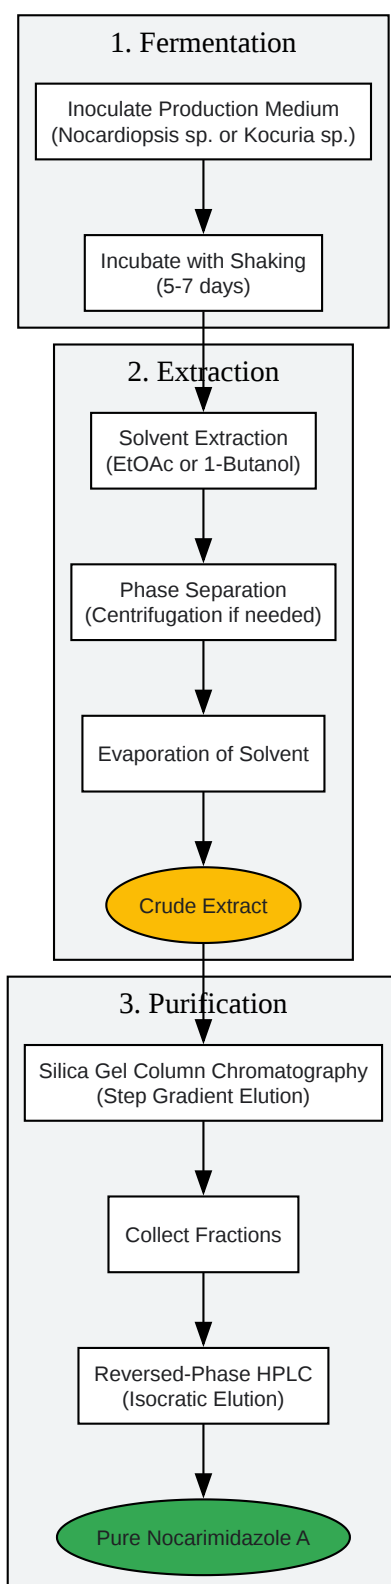 1. Fermentation
Inoculate Production Medium
(Nocardiopsis sp. or Kocuria sp.)
Incubate with Shaking
(5-7 days)
2. Extraction
Solvent Extraction
(EtOAc or 1-Butanol)
Phase Separation
(Centrifugation if needed)
Evaporation of Solvent
Crude Extract
3. Purification
Silica Gel Column Chromatography
(Step Gradient Elution)
Collect Fractions
Reversed-Phase HPLC
(Isocratic Elution)
Pure Nocarimidazole A